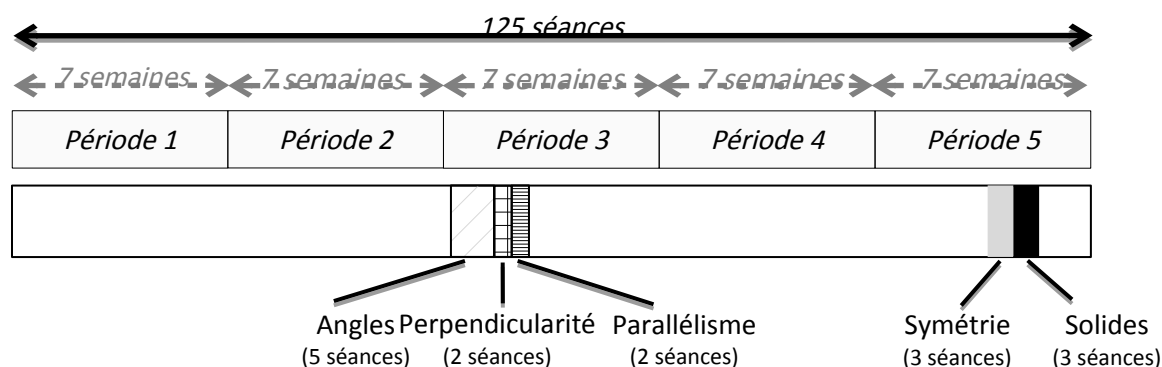 125 séances
7 semaines 7 semaines 7 semaines 7 semaines 7 semaines
Période 1 Période 2 Période 3 Période 4 Période 5
Angles Perpendicularité Parallélisme Symétrie Solides
(5 séances) (2 séances) (2 séances) (3 séances) (3 séances)